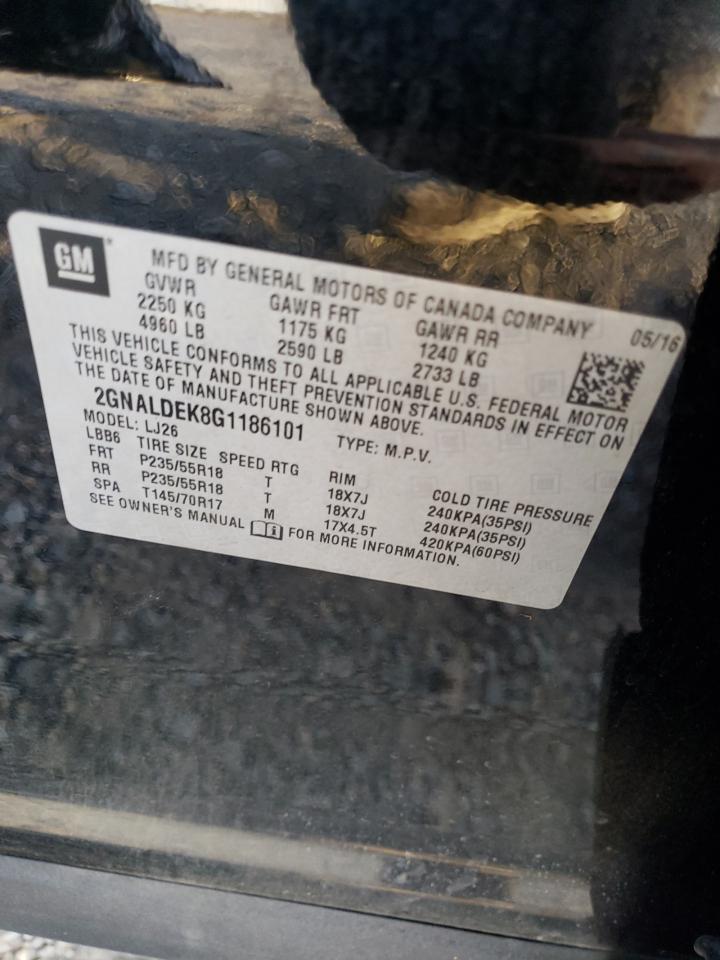 GM
MFD BY GENERAL MOTORS OF CANADA COMPANY 05/16
GVWR GAWR FRT GAWR RR
2250 KG 1175 KG 1240 KG
4960 LB 2590 LB 2733 LB
THIS VEHICLE CONFORMS TO ALL APPLICABLE U.S. FEDERAL MOTOR
VEHICLE SAFETY AND THEFT PREVENTION STANDARDS IN EFFECT ON
THE DATE OF MANUFACTURE SHOWN ABOVE.
2GNALDEK8G1186101 TYPE: M.P.V.
MODEL: LJ26
LBB6 TIRE SIZE SPEED RTG RIM COLD TIRE PRESSURE
FRT P235/55R18 T 18X7J 240KPA(35PSI)
RR P235/55R18 T 18X7J 240KPA(35PSI)
SPA T145/70R17 M 17X4.5T 420KPA(60PSI)
SEE OWNER'S MANUAL FOR MORE INFORMATION.